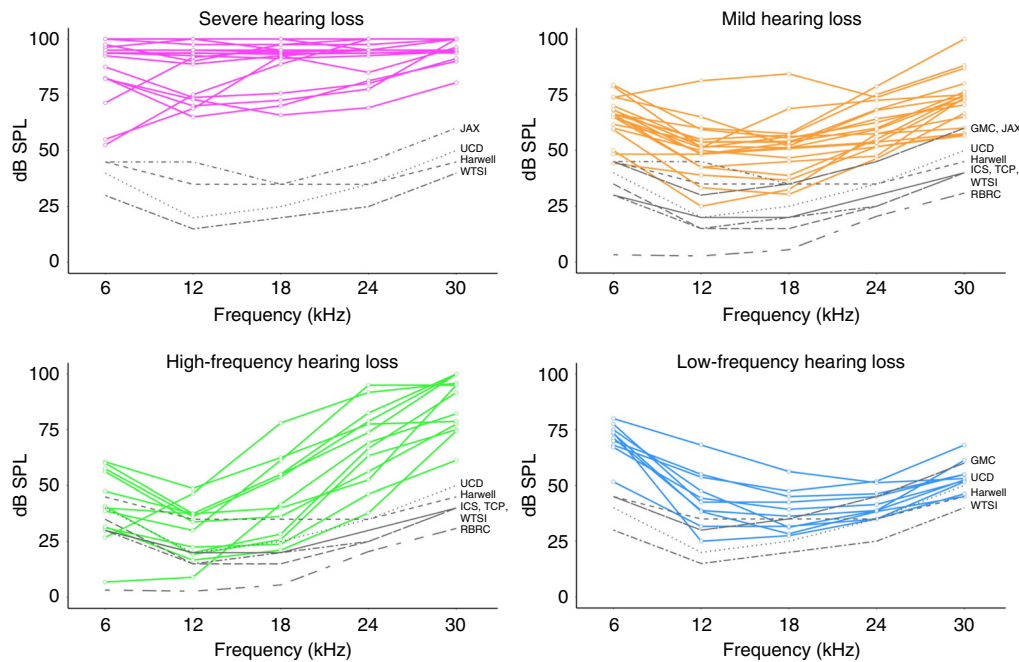 Severe hearing loss
100
75
50
25
0
dB SPL
JAX
UCD
Harwell
WTSI
6 12 18 24 30
Frequency (kHz)
Mild hearing loss
100
75
50
25
0
dB SPL
GMC, JAX
UCD
Harwell
ICS, TCP,
WTSI
RBRC
6 12 18 24 30
Frequency (kHz)
High-frequency hearing loss
100
75
50
25
0
dB SPL
UCD
Harwell
ICS, TCP,
WTSI
RBRC
6 12 18 24 30
Frequency (kHz)
Low-frequency hearing loss
100
75
50
25
0
dB SPL
GMC
UCD
Harwell
WTSI
6 12 18 24 30
Frequency (kHz)